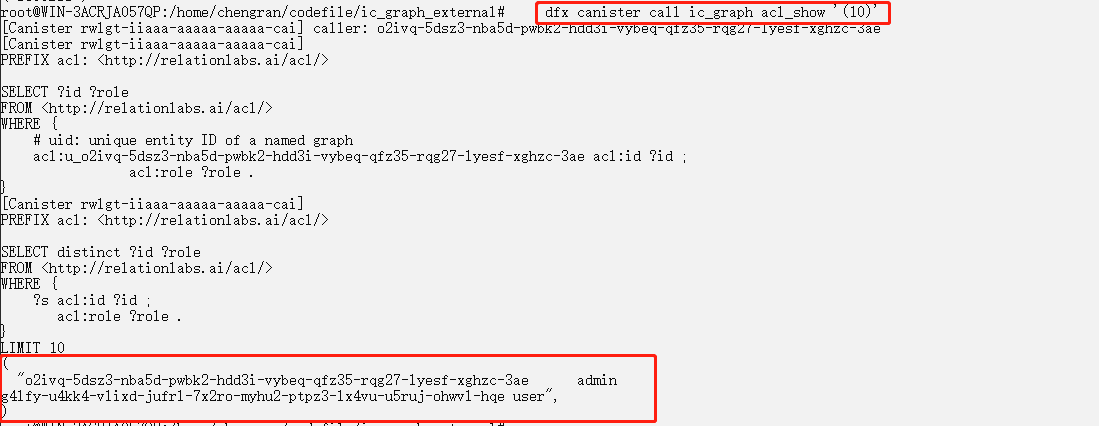 root@WIN-3ACRJA057QP:/home/chengran/codefile/ic_graph_external# dfx canister call ic_graph acl_show '(10)'
[Canister rwlgt-iiaaa-aaaaa-aaaaa-cai] caller: o2ivq-5dsz3-nba5d-pwbk2-hdd3i-vybeq-qfz35-rqg27-lyesf-xghzc-3ae
[Canister rwlgt-iiaaa-aaaaa-aaaaa-cai]
PREFIX acl: <http://relationlabs.ai/acl/>
SELECT ?id ?role
FROM <http://relationlabs.ai/acl/>
WHERE {
# uid: unique entity ID of a named graph
acl:u_o2ivq-5dsz3-nba5d-pwbk2-hdd3i-vybeq-qfz35-rqg27-lyesf-xghzc-3ae acl:id ?id ;
acl:role ?role .
}
[Canister rwlgt-iiaaa-aaaaa-aaaaa-cai]
PREFIX acl: <http://relationlabs.ai/acl/>
SELECT distinct ?id ?role
FROM <http://relationlabs.ai/acl/>
WHERE {
?s acl:id ?id ;
acl:role ?role .
}
LIMIT 10
(
"o2ivq-5dsz3-nba5d-pwbk2-hdd3i-vybeq-qfz35-rqg27-lyesf-xghzc-3ae admin
g4lfy-u4kk4-vlixd-jufrl-7x2ro-myhu2-ptpz3-lx4vu-u5ruj-ohwvl-hqe user",
)